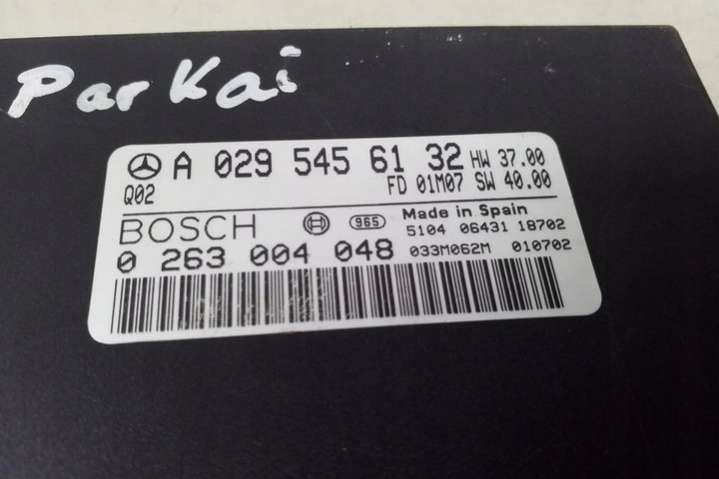 Parkai
A 029 545 61 32 HW 37.00
Q02 FD 01M07 SW 40.00
BOSCH 965 Made in Spain
5104 06431 18702
0 263 004 048 033M062M 010702